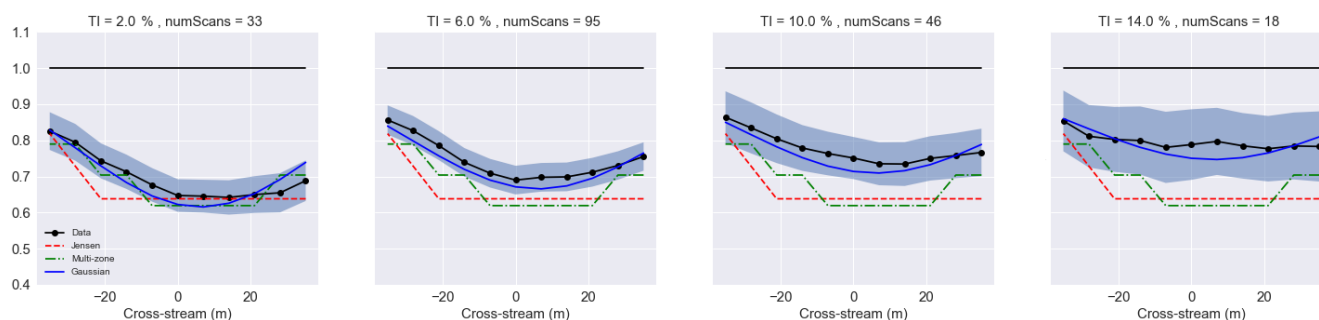 TI = 2.0 % , numScans = 33
TI = 6.0 % , numScans = 95
TI = 10.0 % , numScans = 46
TI = 14.0 % , numScans = 18
1.1
1.0
0.9
0.8
0.7
0.6
0.5
0.4
Data
Jensen
Multi-zone
Gaussian
−20 0 20
−20 0 20
−20 0 20
−20 0 20
Cross-stream (m)
Cross-stream (m)
Cross-stream (m)
Cross-stream (m)